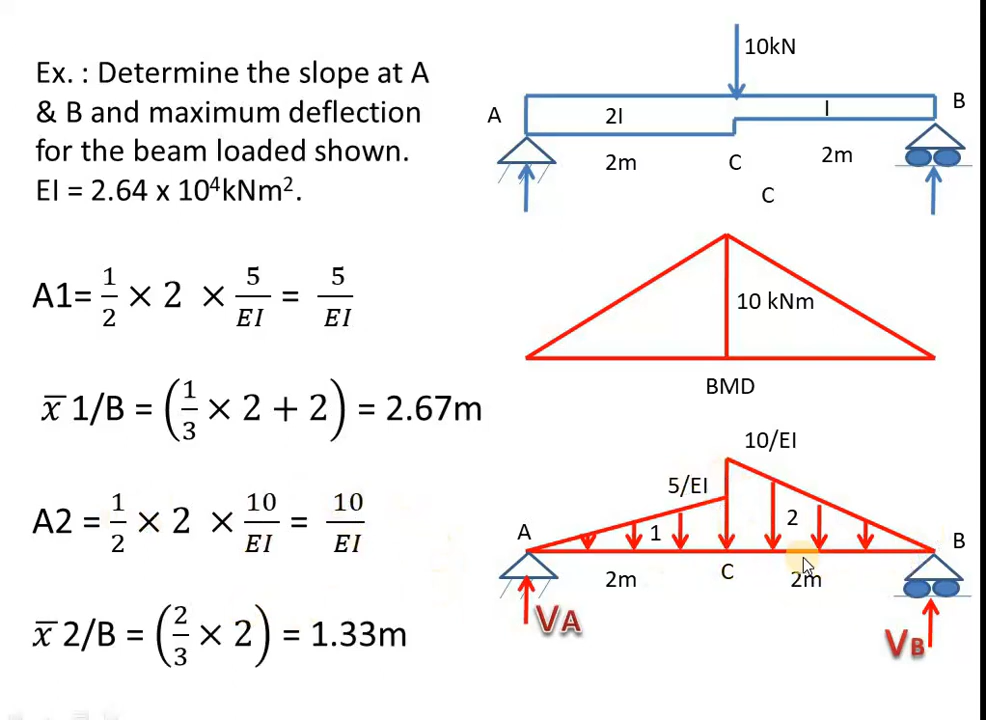 Ex. : Determine the slope at A
& B and maximum deflection
for the beam loaded shown.
EI = 2.64 x 10⁴kNm².
A1= 1/2 × 2 × 5/EI = 5/EI
x̅ 1/B = (1/3 × 2 + 2) = 2.67m
A2 = 1/2 × 2 × 10/EI = 10/EI
x̅ 2/B = (2/3 × 2) = 1.33m
10kN
A
2I
I
B
2m
C
2m
C
10 kNm
BMD
10/EI
5/EI
A
1
2
B
2m
C
2m
VA
VB